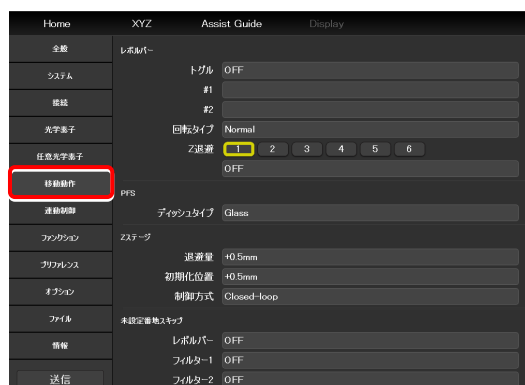 Home XYZ Assist Guide Display
全般
システム
接続
光学素子
任意光学素子
移動動作
連動制御
ファンクション
プリファレンス
オプション
ファイル
情報
送信
レボルバー
トグル OFF
#1
#2
回転タイプ Normal
Z退避 1 2 3 4 5 6
OFF
PFS
ディッシュタイプ Glass
Zステージ
退避量 +0.5mm
初期化位置 +0.5mm
制御方式 Closed-loop
未設定番地スキップ
レボルバー OFF
フィルター1 OFF
フィルター2 OFF